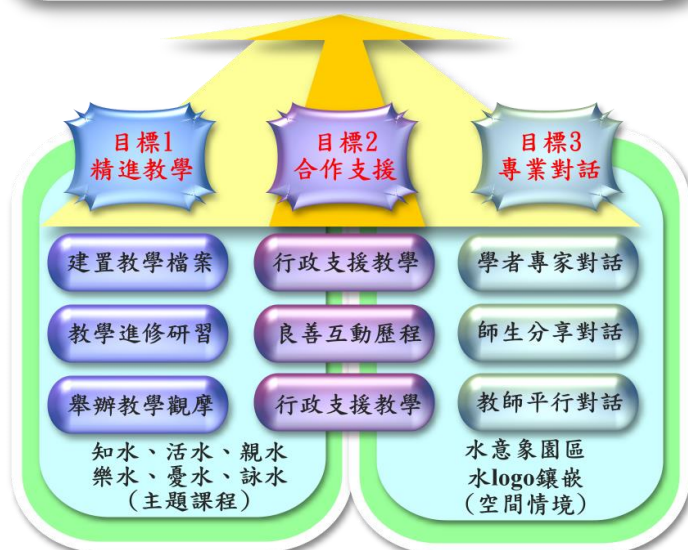 目標1
精進教學
目標2
合作支援
目標3
專業對話
建置教學檔案
行政支援教學
學者專家對話
教學進修研習
良善互動歷程
師生分享對話
舉辦教學觀摩
行政支援教學
教師平行對話
知水、活水、親水
樂水、憂水、詠水
(主題課程)
水意象園區
水logo鑲嵌
(空間情境)